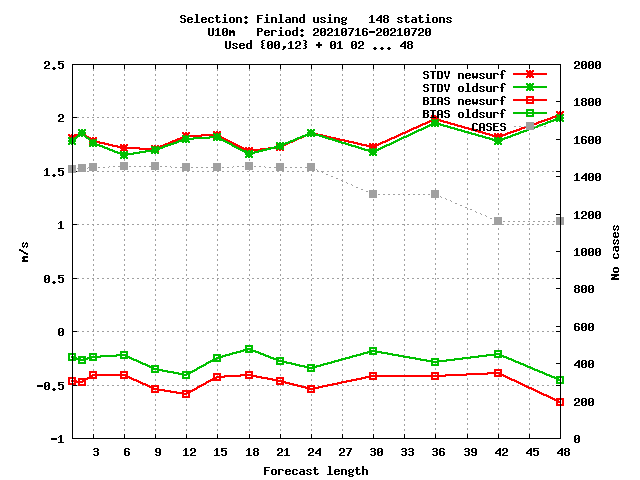 Selection: Finland using 148 stations
U10m Period: 20210716-20210720
Used {00,12} + 01 02 ... 48
2.5
2
1.5
1
0.5
0
-0.5
-1
m/s
STDV newsurf
STDV oldsurf
BIAS newsurf
BIAS oldsurf
CASES
2000
1800
1600
1400
1200
1000
800
600
400
200
0
No cases
3 6 9 12 15 18 21 24 27 30 33 36 39 42 45 48
Forecast length